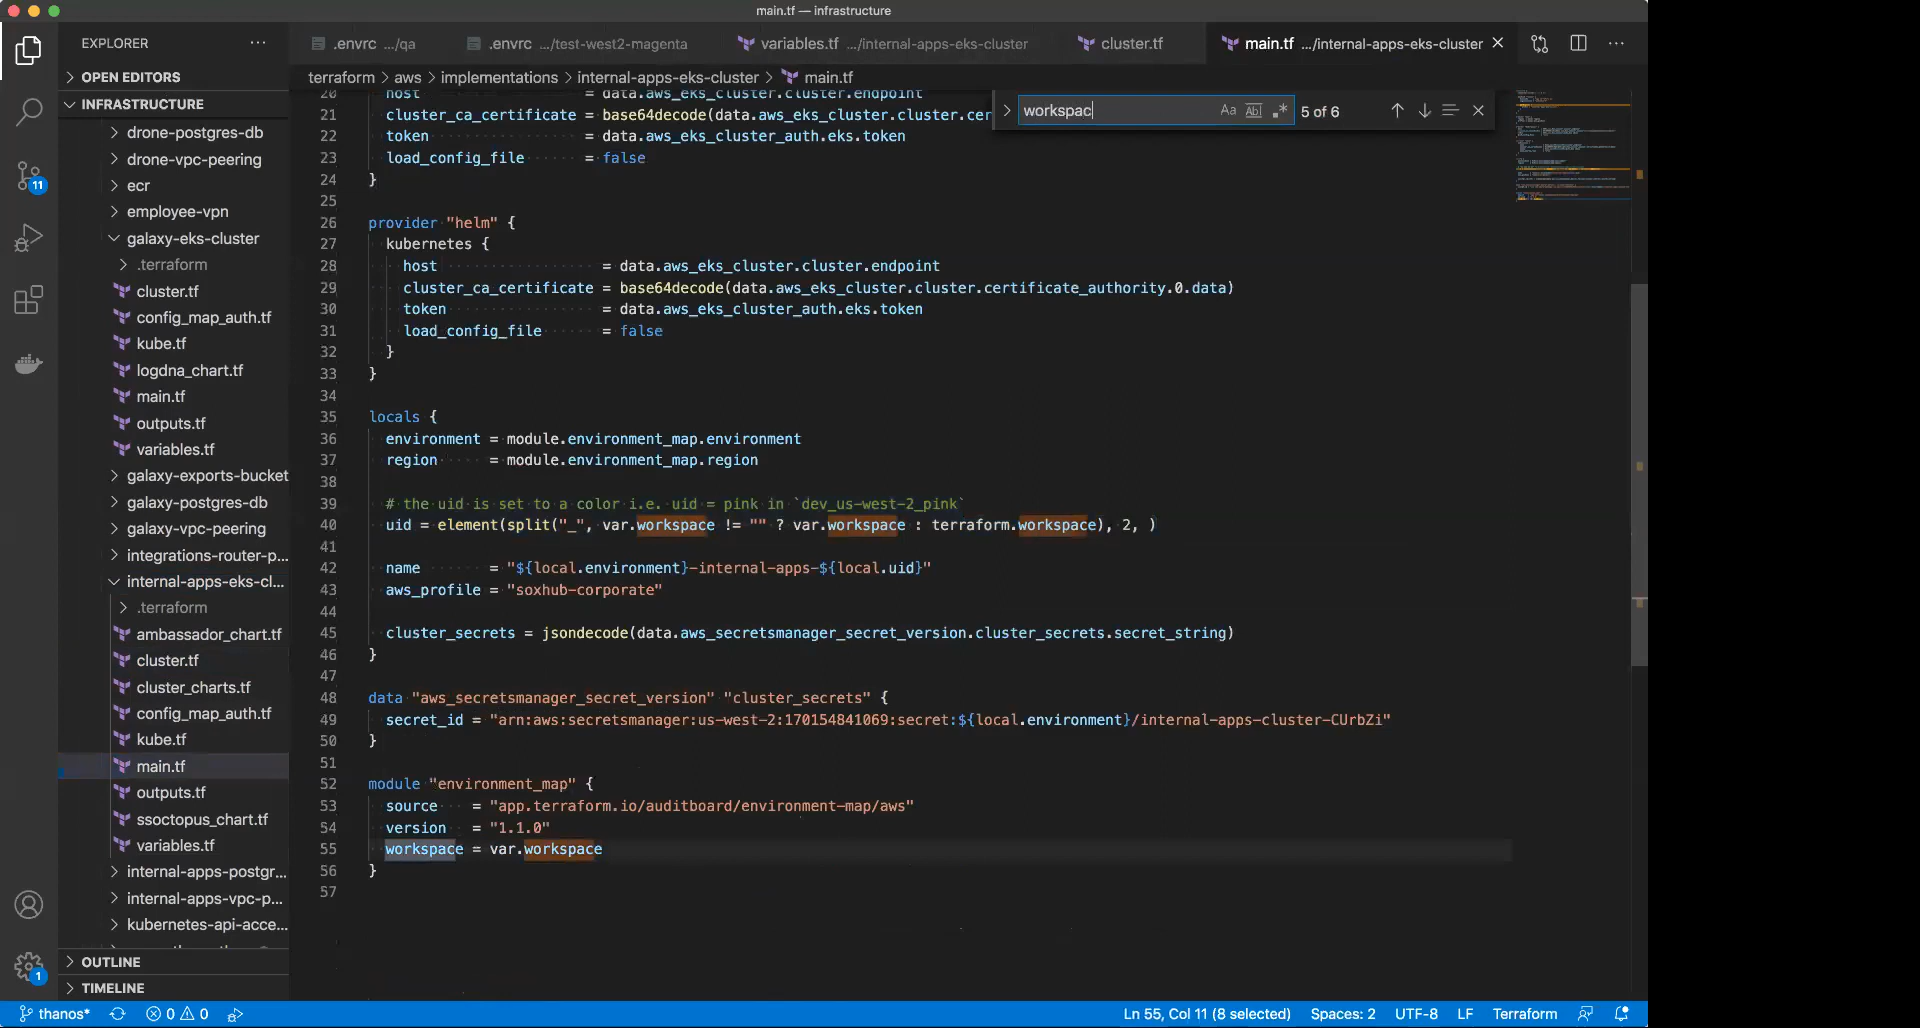 main.tf — infrastructure
EXPLORER
OPEN EDITORS
INFRASTRUCTURE
drone-postgres-db
drone-vpc-peering
ecr
employee-vpn
galaxy-eks-cluster
.terraform
cluster.tf
config_map_auth.tf
kube.tf
logdna_chart.tf
main.tf
outputs.tf
variables.tf
galaxy-exports-bucket
galaxy-postgres-db
galaxy-vpc-peering
integrations-router-p...
internal-apps-eks-cl...
.terraform
ambassador_chart.tf
cluster.tf
cluster_charts.tf
config_map_auth.tf
kube.tf
main.tf
outputs.tf
ssoctopus_chart.tf
variables.tf
internal-apps-postgr...
internal-apps-vpc-p...
kubernetes-api-acce...
OUTLINE
TIMELINE
11
1
.envrc .../qa
.envrc .../test-west2-magenta
variables.tf .../internal-apps-eks-cluster
cluster.tf
main.tf .../internal-apps-eks-cluster
terraform > aws > implementations > internal-apps-eks-cluster > main.tf
workspac Aa Abl .* 5 of 6
20 host = data.aws_eks_cluster.cluster.endpoint
21 cluster_ca_certificate = base64decode(data.aws_eks_cluster.cluster.cer
22 token = data.aws_eks_cluster_auth.eks.token
23 load_config_file = false
24 }
25
26 provider "helm" {
27 kubernetes {
28 host = data.aws_eks_cluster.cluster.endpoint
29 cluster_ca_certificate = base64decode(data.aws_eks_cluster.cluster.certificate_authority.0.data)
30 token = data.aws_eks_cluster_auth.eks.token
31 load_config_file = false
32 }
33 }
34
35 locals {
36 environment = module.environment_map.environment
37 region = module.environment_map.region
38
39 # the uid is set to a color i.e. uid = pink in `dev_us-west-2_pink`
40 uid = element(split("_", var.workspace != "" ? var.workspace : terraform.workspace), 2, )
41
42 name = "${local.environment}-internal-apps-${local.uid}"
43 aws_profile = "soxhub-corporate"
44
45 cluster_secrets = jsondecode(data.aws_secretsmanager_secret_version.cluster_secrets.secret_string)
46 }
47
48 data "aws_secretsmanager_secret_version" "cluster_secrets" {
49 secret_id = "arn:aws:secretsmanager:us-west-2:170154841069:secret:${local.environment}/internal-apps-cluster-CUrbZi"
50 }
51
52 module "environment_map" {
53 source = "app.terraform.io/auditboard/environment-map/aws"
54 version = "1.1.0"
55 workspace = var.workspace
56 }
57
thanos* 0 0 Ln 55, Col 11 (8 selected) Spaces: 2 UTF-8 LF Terraform